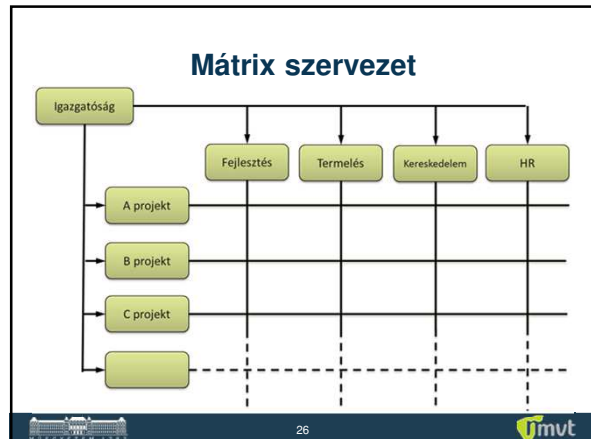 Mátrix szervezet
Igazgatóság
Fejlesztés
Termelés
Kereskedelem
HR
A projekt
B projekt
C projekt
26
mvt